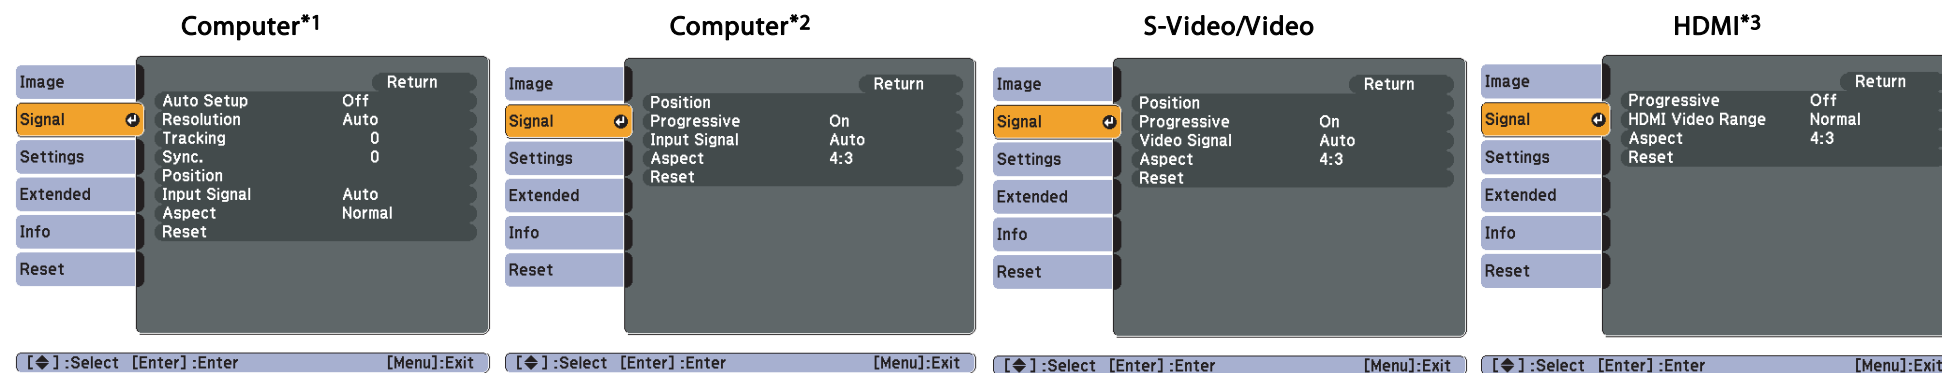 Computer*1
Image
Signal
Settings
Extended
Info
Reset
Return
Auto Setup Off
Resolution Auto
Tracking 0
Sync. 0
Position
Input Signal Auto
Aspect Normal
Reset
[◆] :Select [Enter] :Enter [Menu]:Exit
Computer*2
Image
Signal
Settings
Extended
Info
Reset
Return
Position
Progressive On
Input Signal Auto
Aspect 4:3
Reset
[◆] :Select [Enter] :Enter [Menu]:Exit
S-Video/Video
Image
Signal
Settings
Extended
Info
Reset
Return
Position
Progressive On
Video Signal Auto
Aspect 4:3
Reset
[◆] :Select [Enter] :Enter [Menu]:Exit
HDMI*3
Image
Signal
Settings
Extended
Info
Reset
Return
Progressive Off
HDMI Video Range Normal
Aspect 4:3
Reset
[◆] :Select [Enter] :Enter [Menu]:Exit